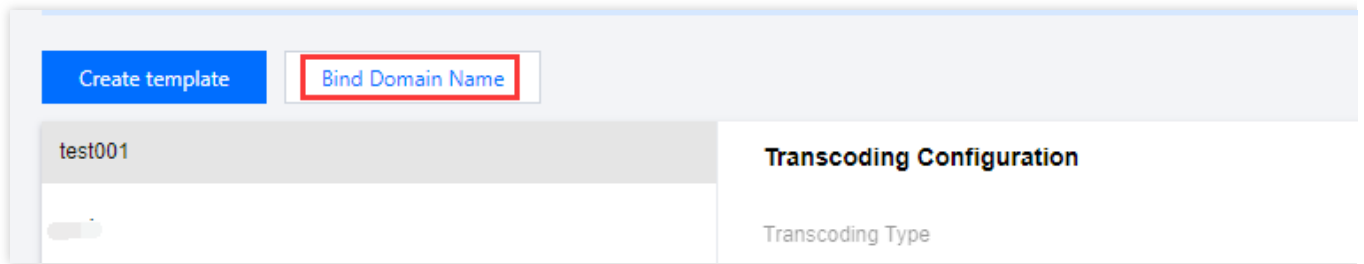 Create template
Bind Domain Name
test001
Transcoding Configuration
Transcoding Type